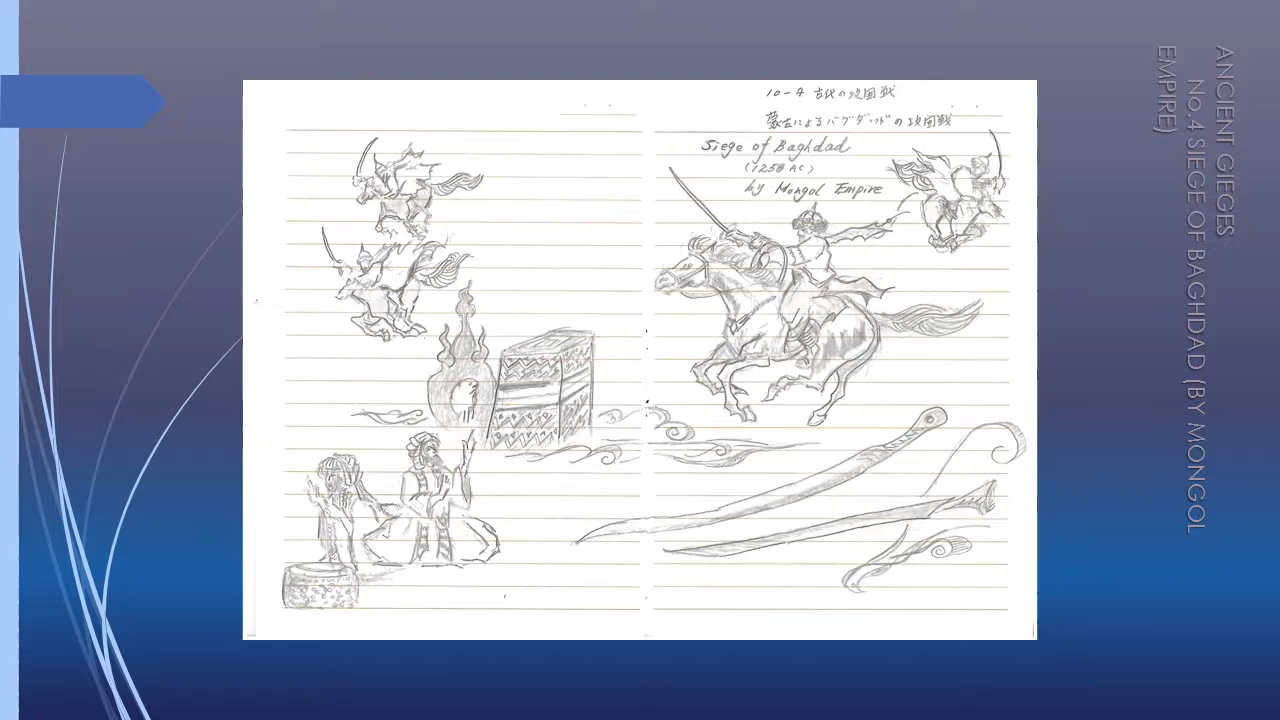 10-4 古代の攻囲戦
蒙古によるバグダッドの攻囲戦
Siege of Baghdad
(1258 AC)
by Mongol Empire
ANCIENT GIEGES
No,4 SIEGE OF BAGHDAD (BY MONGOL
EMPIRE)